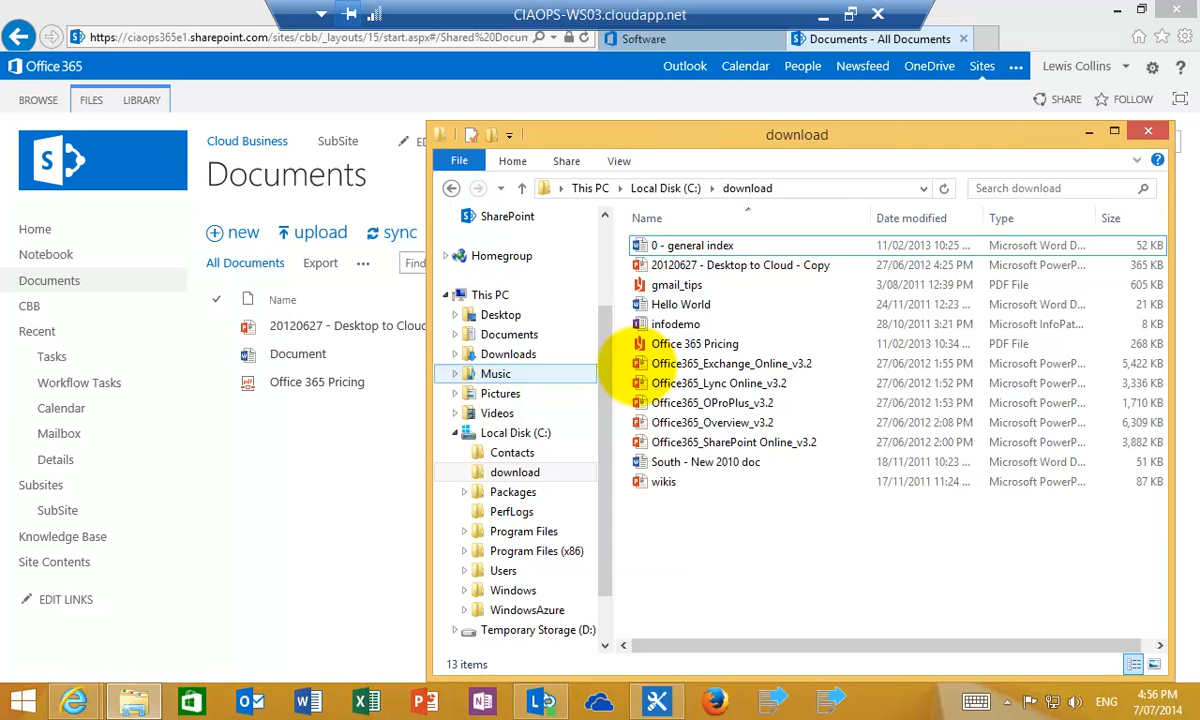 CIAOPS-WS03.cloudapp.net
https://ciaops365e1.sharepoint.com/sites/cbb/_layouts/15/start.aspx#/Shared%20Docun
Software
Documents - All Documents
Office 365
Outlook Calendar People Newsfeed OneDrive Sites ... Lewis Collins ?
BROWSE FILES LIBRARY
SHARE FOLLOW
Cloud Business SubSite ED
Documents
new upload sync
All Documents Export ... Find
Name
20120627 - Desktop to Cloud
Document
Office 365 Pricing
Home
Notebook
Documents
CBB
Recent
Tasks
Workflow Tasks
Calendar
Mailbox
Details
Subsites
SubSite
Knowledge Base
Site Contents
EDIT LINKS
download
File Home Share View
This PC Local Disk (C:) download
Search download
SharePoint
Homegroup
This PC
Desktop
Documents
Downloads
Music
Pictures
Videos
Local Disk (C:)
Contacts
download
Packages
PerfLogs
Program Files
Program Files (x86)
Users
Windows
WindowsAzure
Temporary Storage (D:)
Name Date modified Type Size
0 - general index 11/02/2013 10:25 ... Microsoft Word D... 52 KB
20120627 - Desktop to Cloud - Copy 27/06/2012 4:25 PM Microsoft PowerP... 365 KB
gmail_tips 3/08/2011 12:39 PM PDF File 605 KB
Hello World 24/11/2011 12:23 ... Microsoft Word D... 21 KB
infodemo 28/10/2011 3:21 PM Microsoft InfoPat... 8 KB
Office 365 Pricing 11/02/2013 10:34 ... PDF File 268 KB
Office365_Exchange_Online_v3.2 27/06/2012 1:55 PM Microsoft PowerP... 5,422 KB
Office365_Lync Online_v3.2 27/06/2012 1:52 PM Microsoft PowerP... 3,336 KB
Office365_OProPlus_v3.2 27/06/2012 1:53 PM Microsoft PowerP... 1,710 KB
Office365_Overview_v3.2 27/06/2012 2:08 PM Microsoft PowerP... 6,309 KB
Office365_SharePoint Online_v3.2 27/06/2012 2:00 PM Microsoft PowerP... 3,882 KB
South - New 2010 doc 18/11/2011 10:23 ... Microsoft Word D... 51 KB
wikis 17/11/2011 11:24 ... Microsoft PowerP... 87 KB
13 items
ENG
4:56 PM
7/07/2014